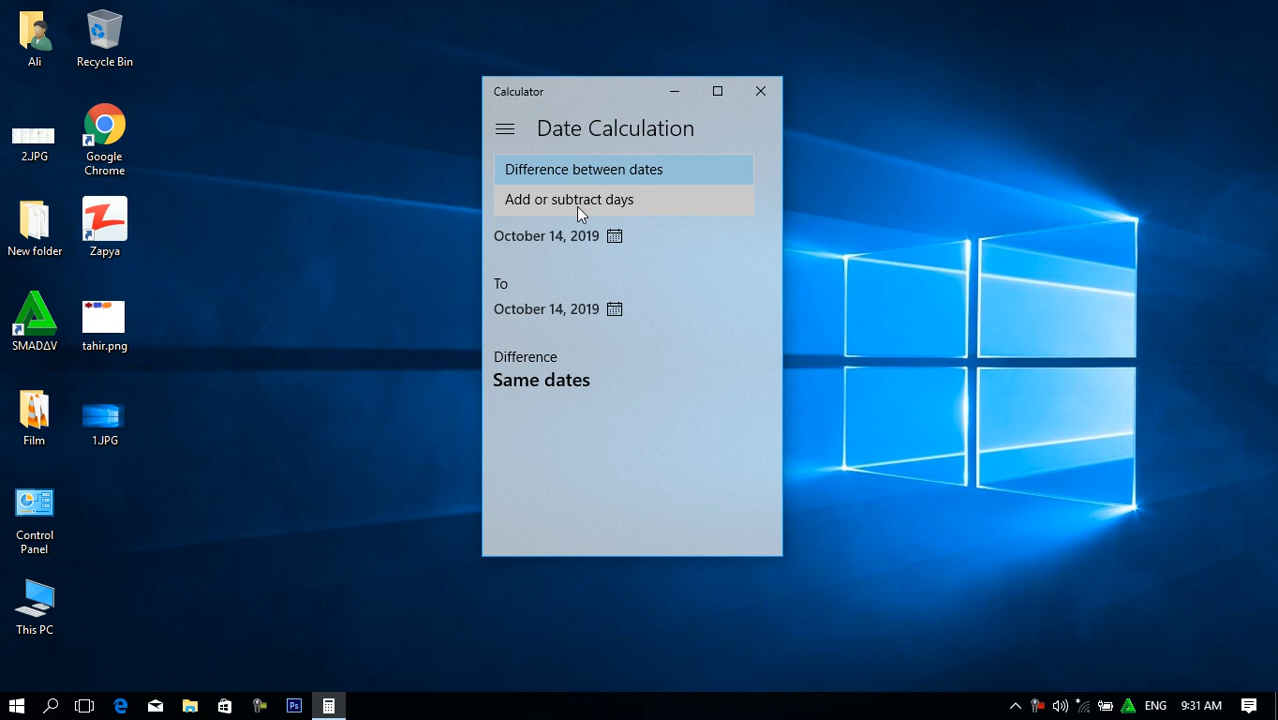 Ali
Recycle Bin
2.JPG
Google
Chrome
New folder
Zapya
SMADΔV
tahir.png
Film
1.JPG
Control
Panel
This PC
Calculator
Date Calculation
Difference between dates
Add or subtract days
October 14, 2019
To
October 14, 2019
Difference
Same dates
Ps
ENG
9:31 AM